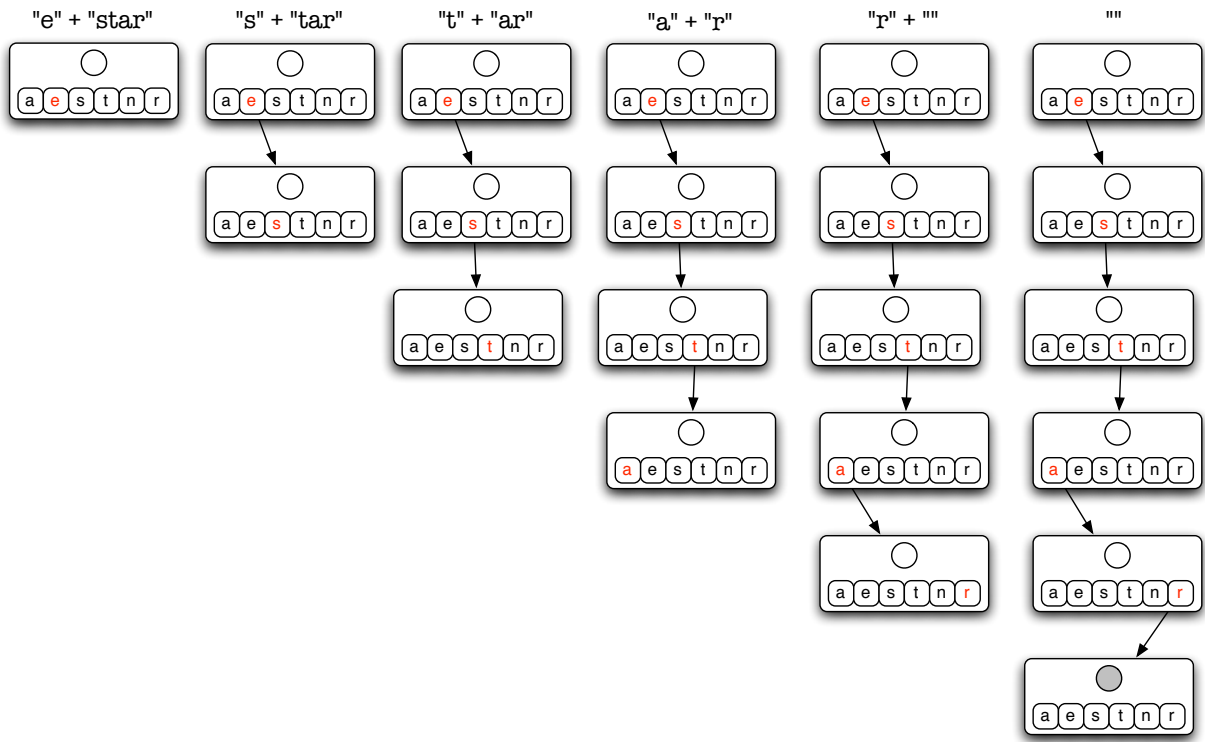 "e" + "star" "s" + "tar" "t" + "ar" "a" + "r" "r" + "" ""
a e s t n r a e s t n r a e s t n r a e s t n r a e s t n r a e s t n r
a e s t n r a e s t n r a e s t n r a e s t n r a e s t n r
a e s t n r a e s t n r a e s t n r a e s t n r
a e s t n r a e s t n r a e s t n r
a e s t n r a e s t n r
a e s t n r